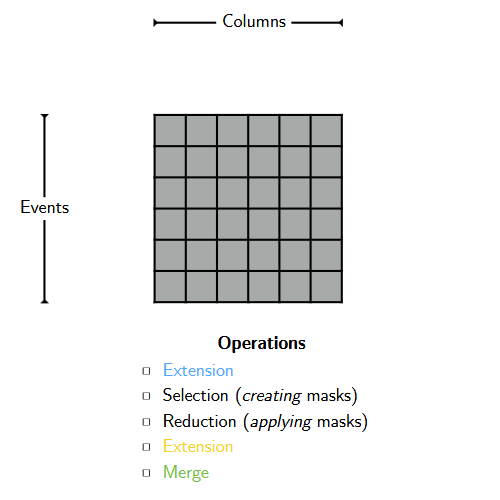 Columns
Events
Operations
Extension
Selection (creating masks)
Reduction (applying masks)
Extension
Merge